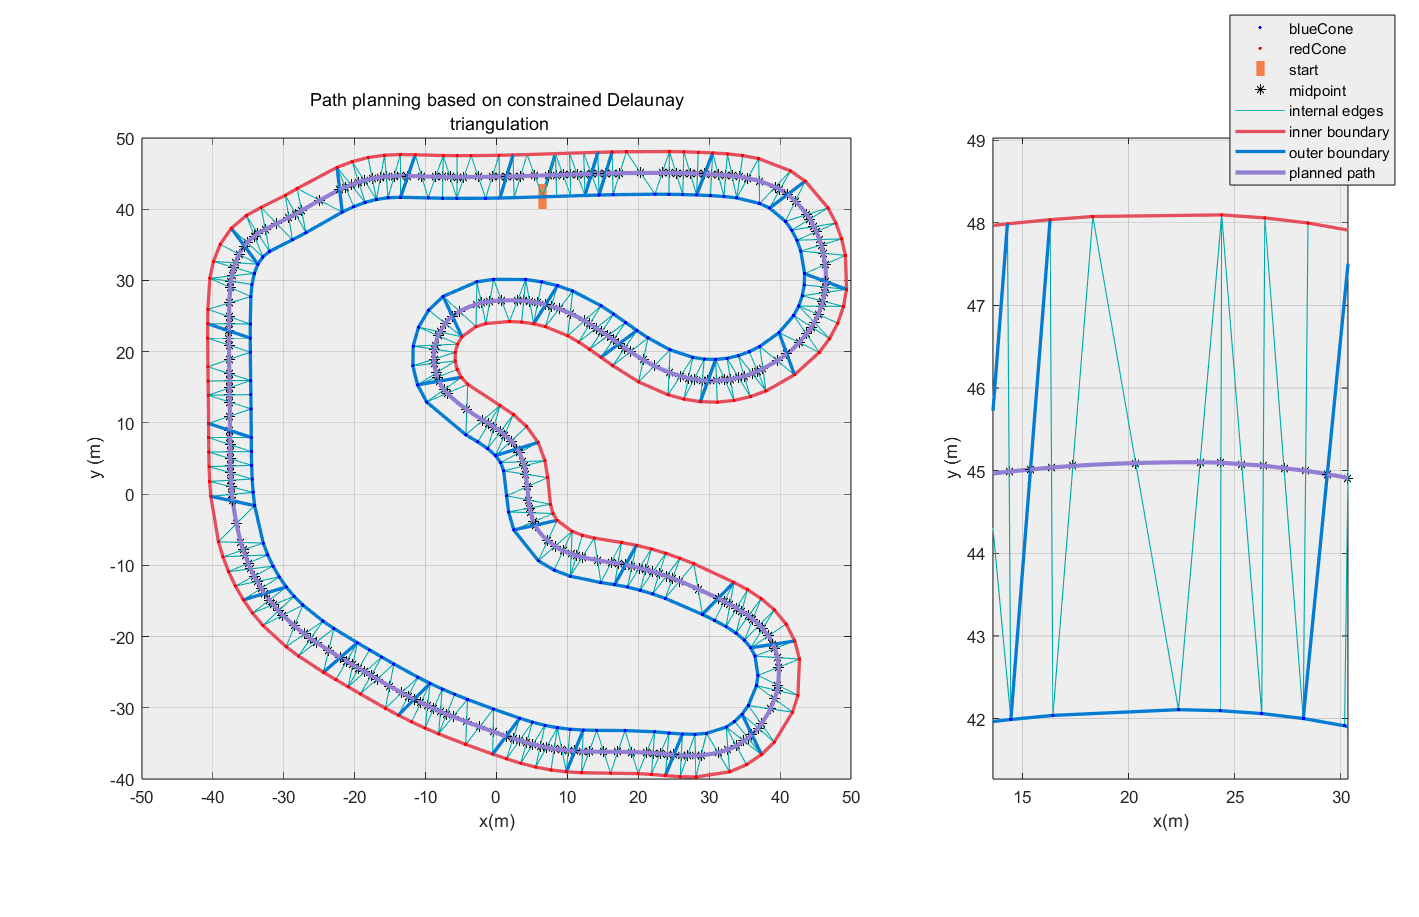 Path planning based on constrained Delaunay
triangulation
50
40
30
20
10
0
-10
-20
-30
-40
y (m)
-50 -40 -30 -20 -10 0 10 20 30 40 50
x(m)
blueCone
redCone
start
midpoint
internal edges
inner boundary
outer boundary
planned path
49
48
47
46
45
44
43
42
y (m)
15 20 25 30
x(m)